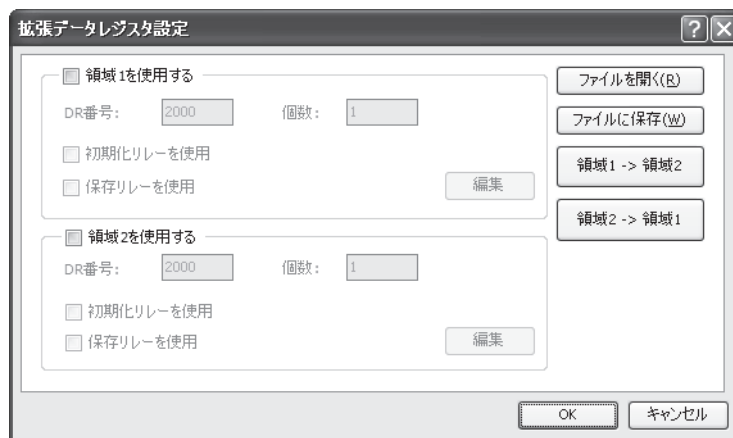 拡張データレジスタ設定
領域1を使用する
DR番号: 2000 個数: 1
初期化リレーを使用
保存リレーを使用
編集
領域2を使用する
DR番号: 2000 個数: 1
初期化リレーを使用
保存リレーを使用
編集
ファイルを開く(R)
ファイルに保存(W)
領域1 -> 領域2
領域2 -> 領域1
OK キャンセル